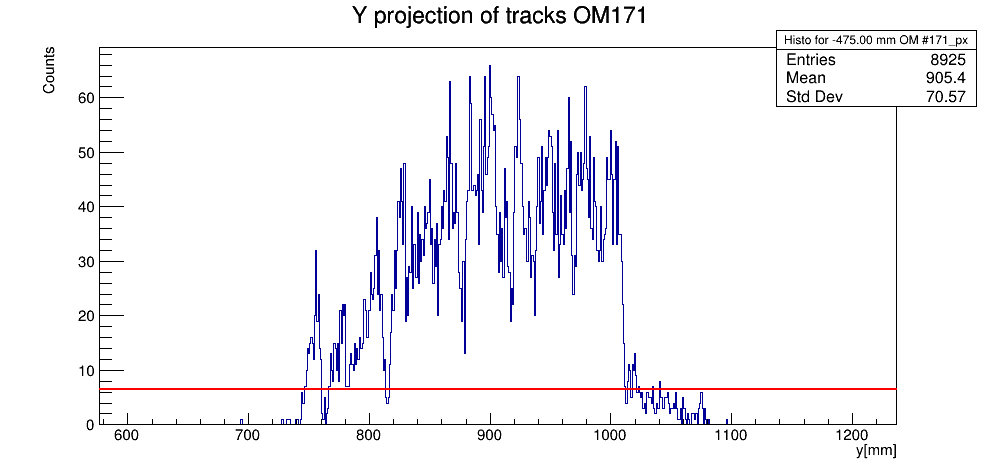 Y projection of tracks OM171
Histo for -475.00 mm OM #171_px
Entries 8925
Mean 905.4
Std Dev 70.57
Counts
60
50
40
30
20
10
0
600 700 800 900 1000 1100 1200
y[mm]